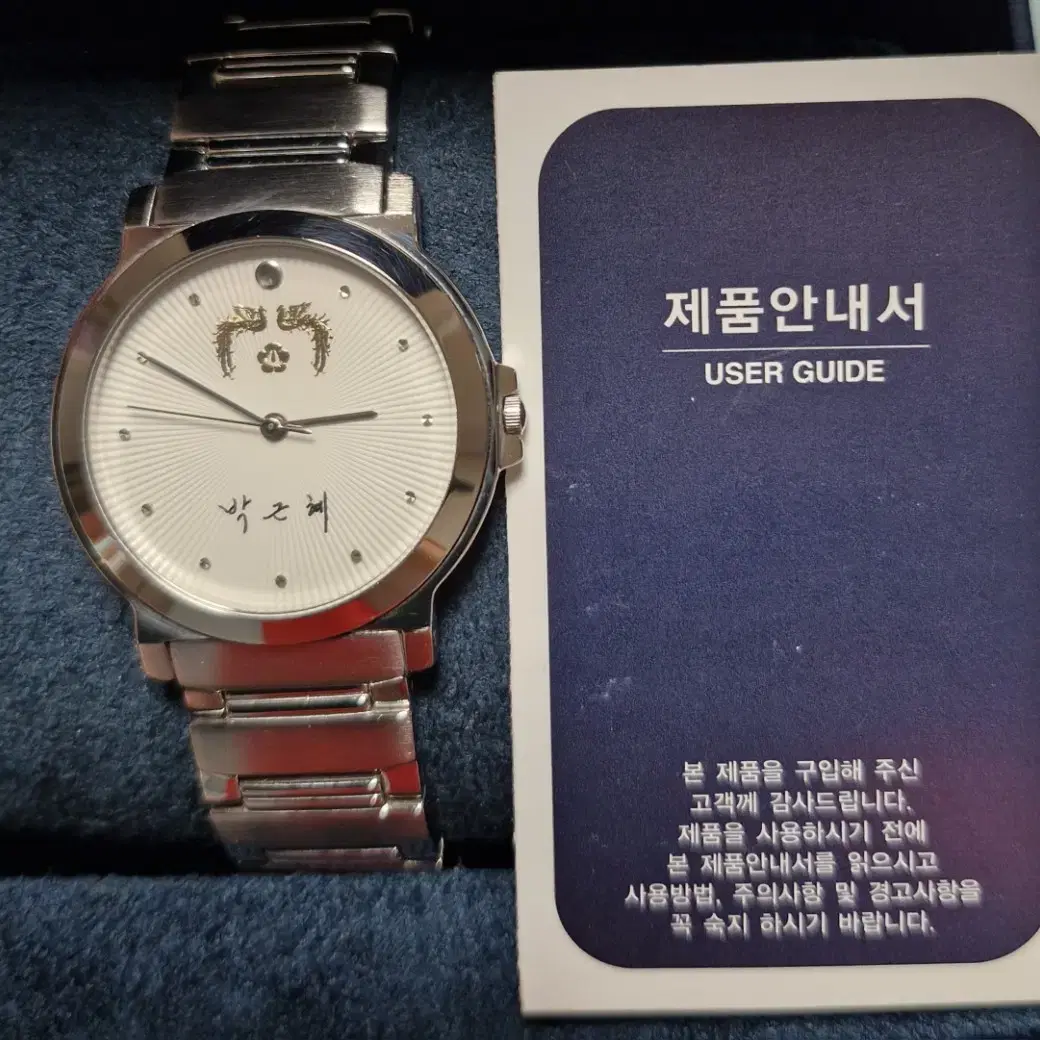 박근혜
제품안내서
USER GUIDE
본 제품을 구입해 주신
고객께 감사드립니다.
제품을 사용하시기 전에
본 제품안내서를 읽으시고
사용방법, 주의사항 및 경고사항을
꼭 숙지 하시기 바랍니다.